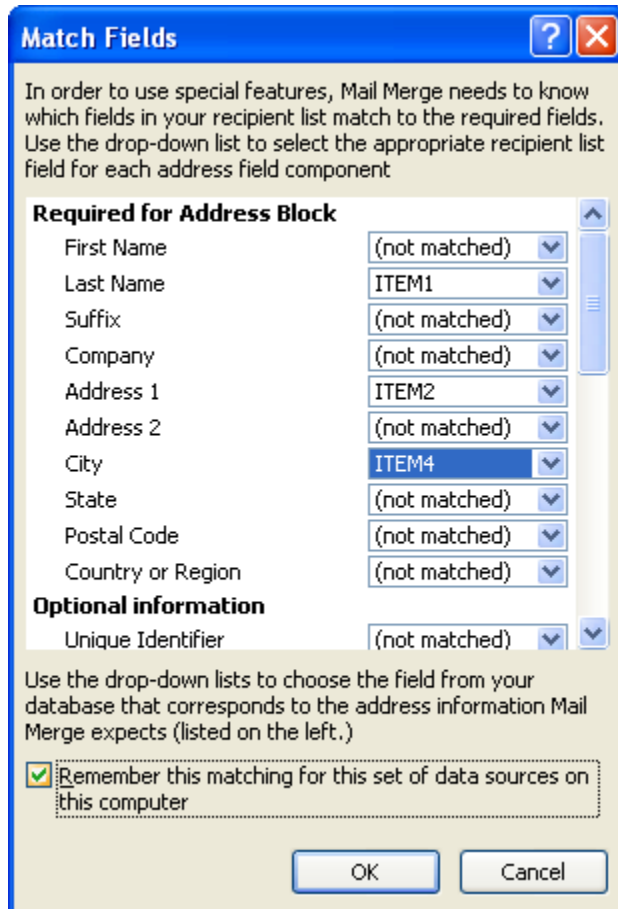 Match Fields
In order to use special features, Mail Merge needs to know
which fields in your recipient list match to the required fields.
Use the drop-down list to select the appropriate recipient list
field for each address field component
Required for Address Block
First Name (not matched)
Last Name ITEM1
Suffix (not matched)
Company (not matched)
Address 1 ITEM2
Address 2 (not matched)
City ITEM4
State (not matched)
Postal Code (not matched)
Country or Region (not matched)
Optional information
Unique Identifier (not matched)
Use the drop-down lists to choose the field from your
database that corresponds to the address information Mail
Merge expects (listed on the left.)
Remember this matching for this set of data sources on
this computer
OK Cancel